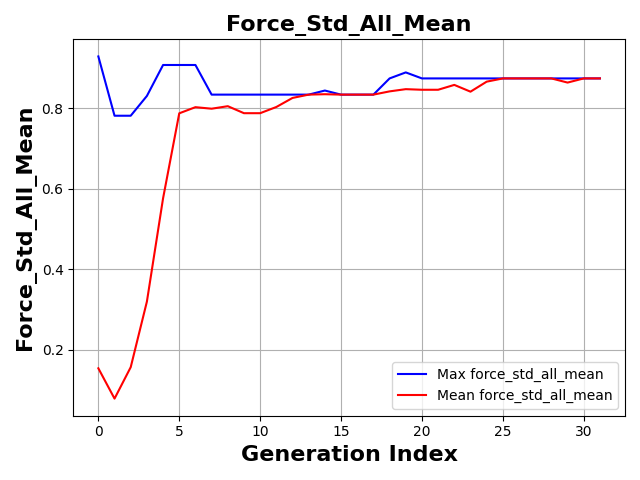 Force_Std_All_Mean
Force_Std_All_Mean
0.8
0.6
0.4
0.2
Max force_std_all_mean
Mean force_std_all_mean
0 5 10 15 20 25 30
Generation Index